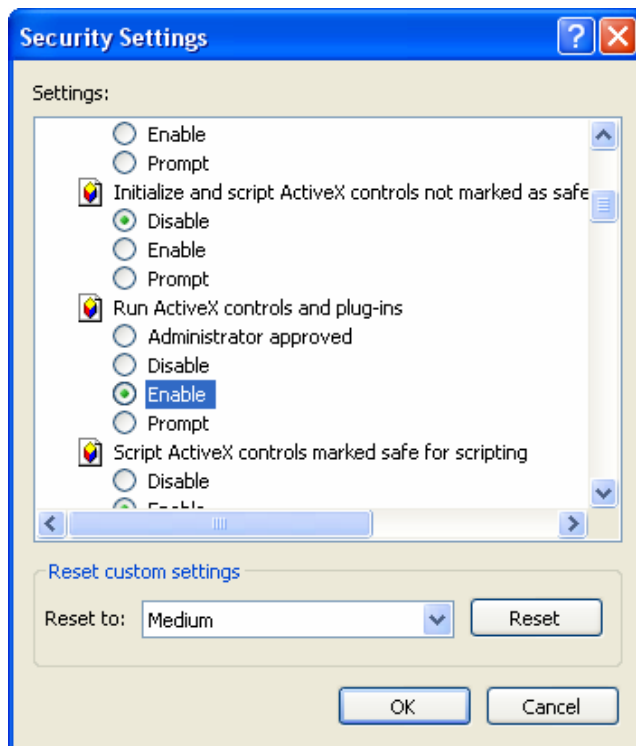 Security Settings
Settings:
Enable
Prompt
Initialize and script ActiveX controls not marked as safe
Disable
Enable
Prompt
Run ActiveX controls and plug-ins
Administrator approved
Disable
Enable
Prompt
Script ActiveX controls marked safe for scripting
Disable
Enable
Reset custom settings
Reset to: Medium Reset
OK Cancel